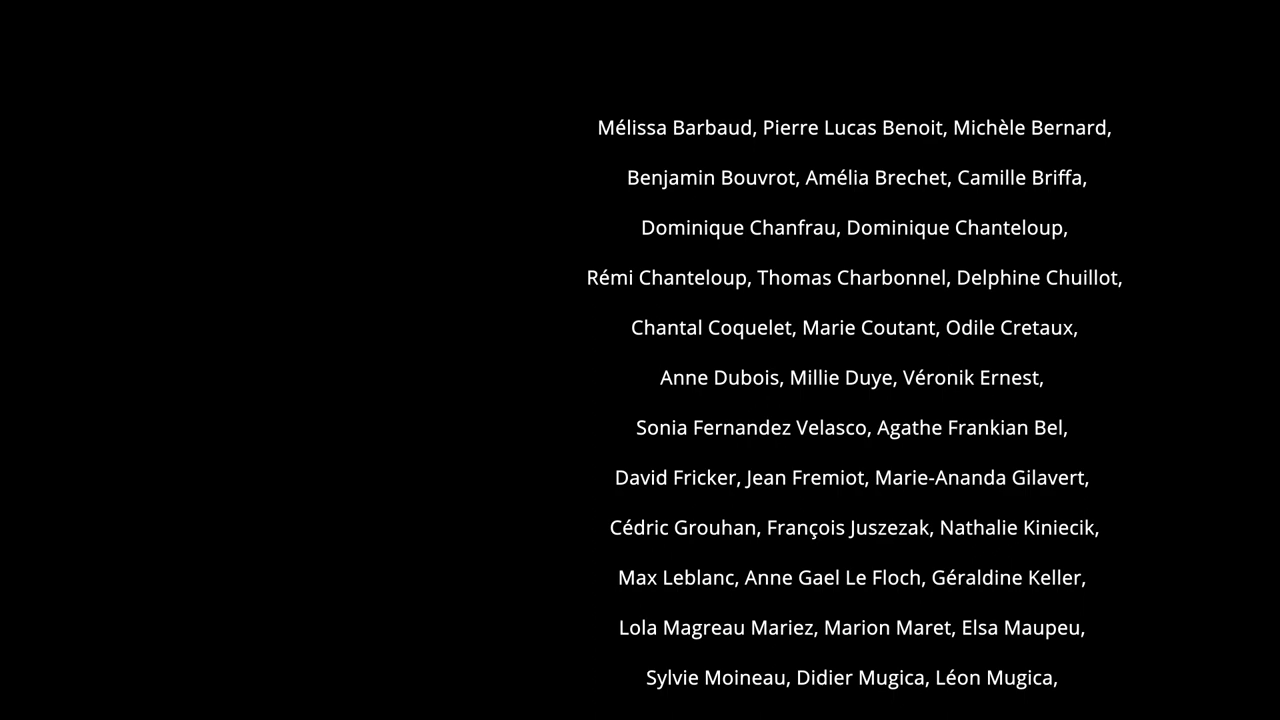 Mélissa Barbaud, Pierre Lucas Benoit, Michèle Bernard,
Benjamin Bouvrot, Amélia Brechet, Camille Briffa,
Dominique Chanfrau, Dominique Chanteloup,
Rémi Chanteloup, Thomas Charbonnel, Delphine Chuillot,
Chantal Coquelet, Marie Coutant, Odile Cretaux,
Anne Dubois, Millie Duye, Véronik Ernest,
Sonia Fernandez Velasco, Agathe Frankian Bel,
David Fricker, Jean Fremiot, Marie-Ananda Gilavert,
Cédric Grouhan, François Juszezak, Nathalie Kiniecik,
Max Leblanc, Anne Gael Le Floch, Géraldine Keller,
Lola Magreau Mariez, Marion Maret, Elsa Maupeu,
Sylvie Moineau, Didier Mugica, Léon Mugica,